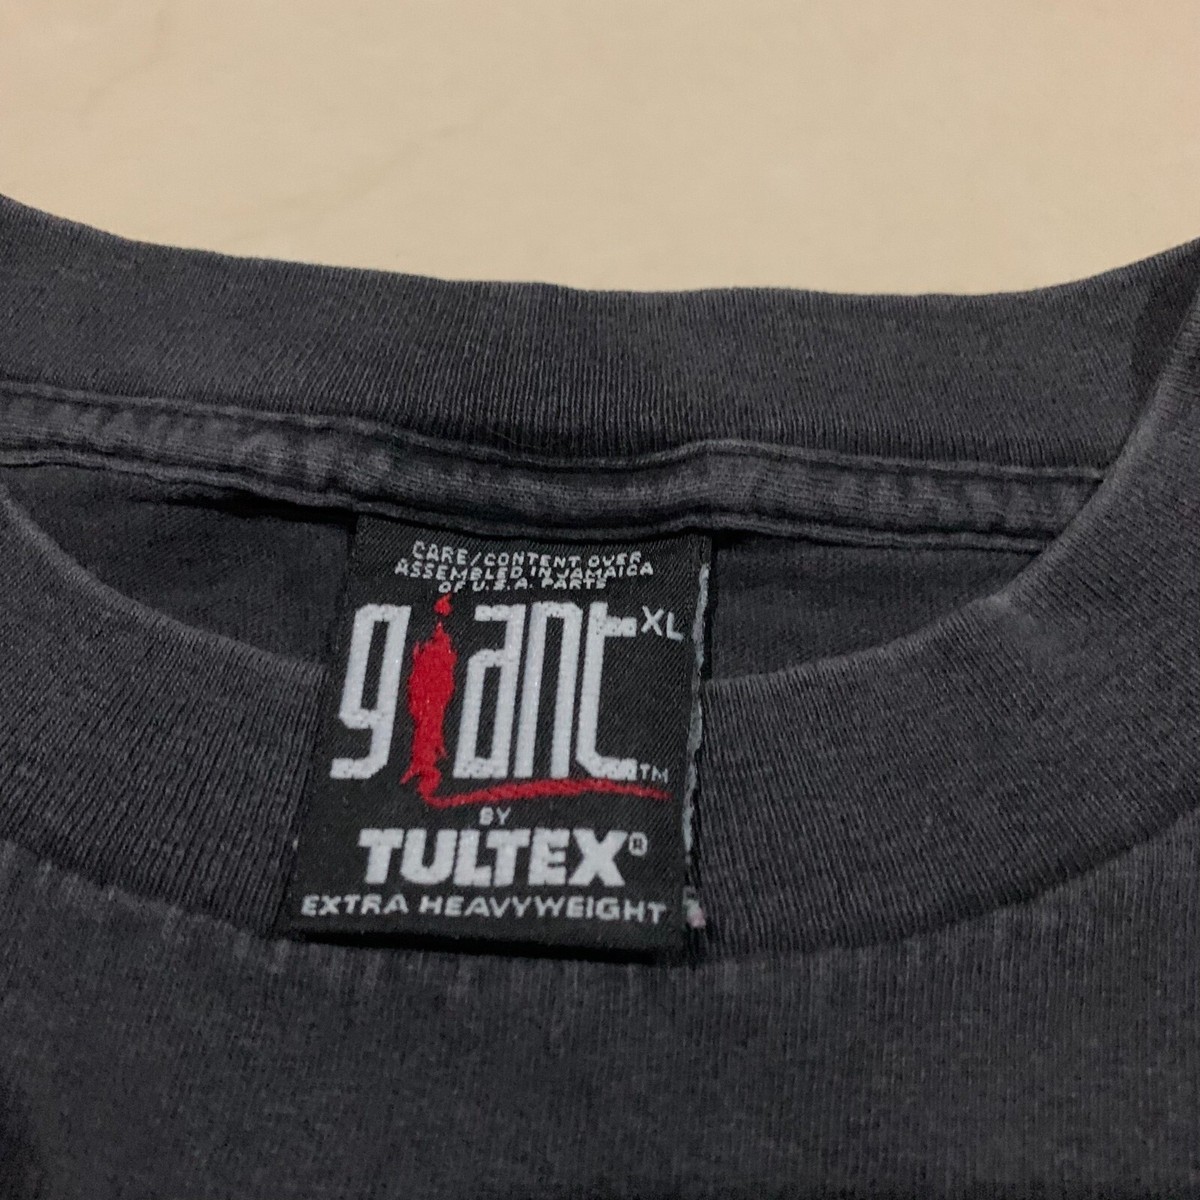 CARE/CONTENT OVER
ASSEMBLED IN JAMAICA
OF U.S.A. PARTS
giant XL
TM
BY
TULTEX®
EXTRA HEAVYWEIGHT